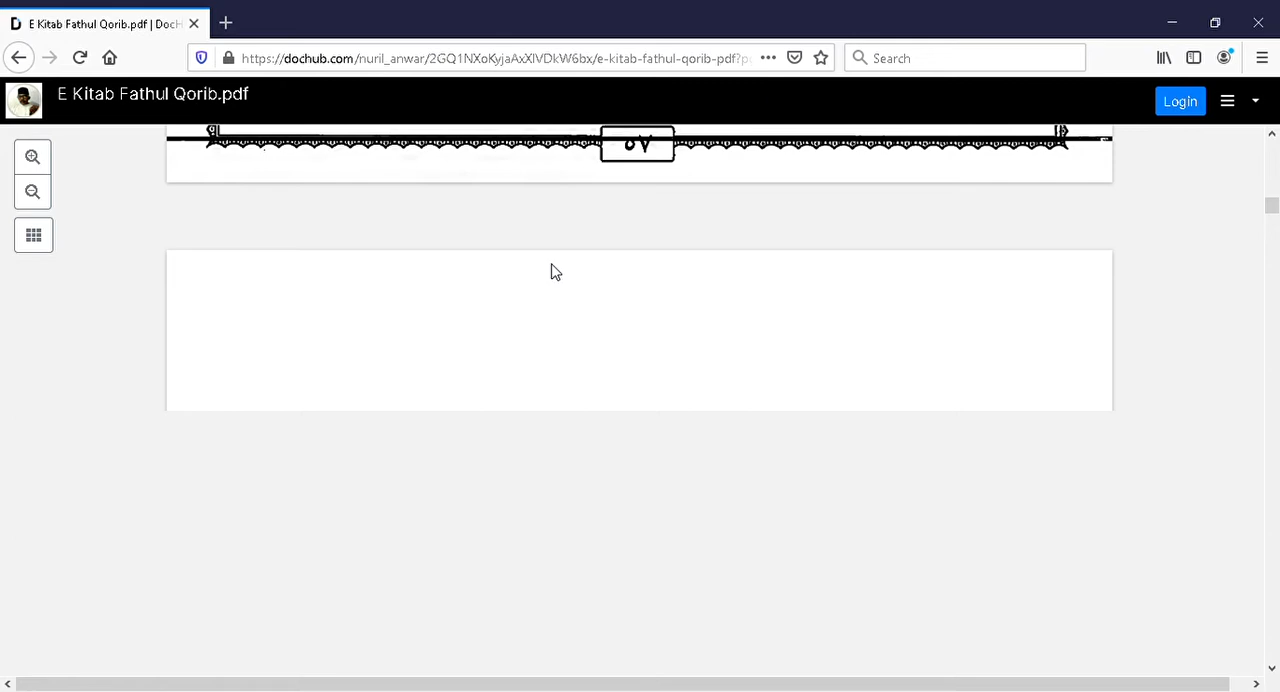 E Kitab Fathul Qorib.pdf | DocH
https://dochub.com/nuril_anwar/2GQ1NXoKyjaAxXlVDkW6bx/e-kitab-fathul-qorib-pdf?p
Search
E Kitab Fathul Qorib.pdf
Login
٥٧